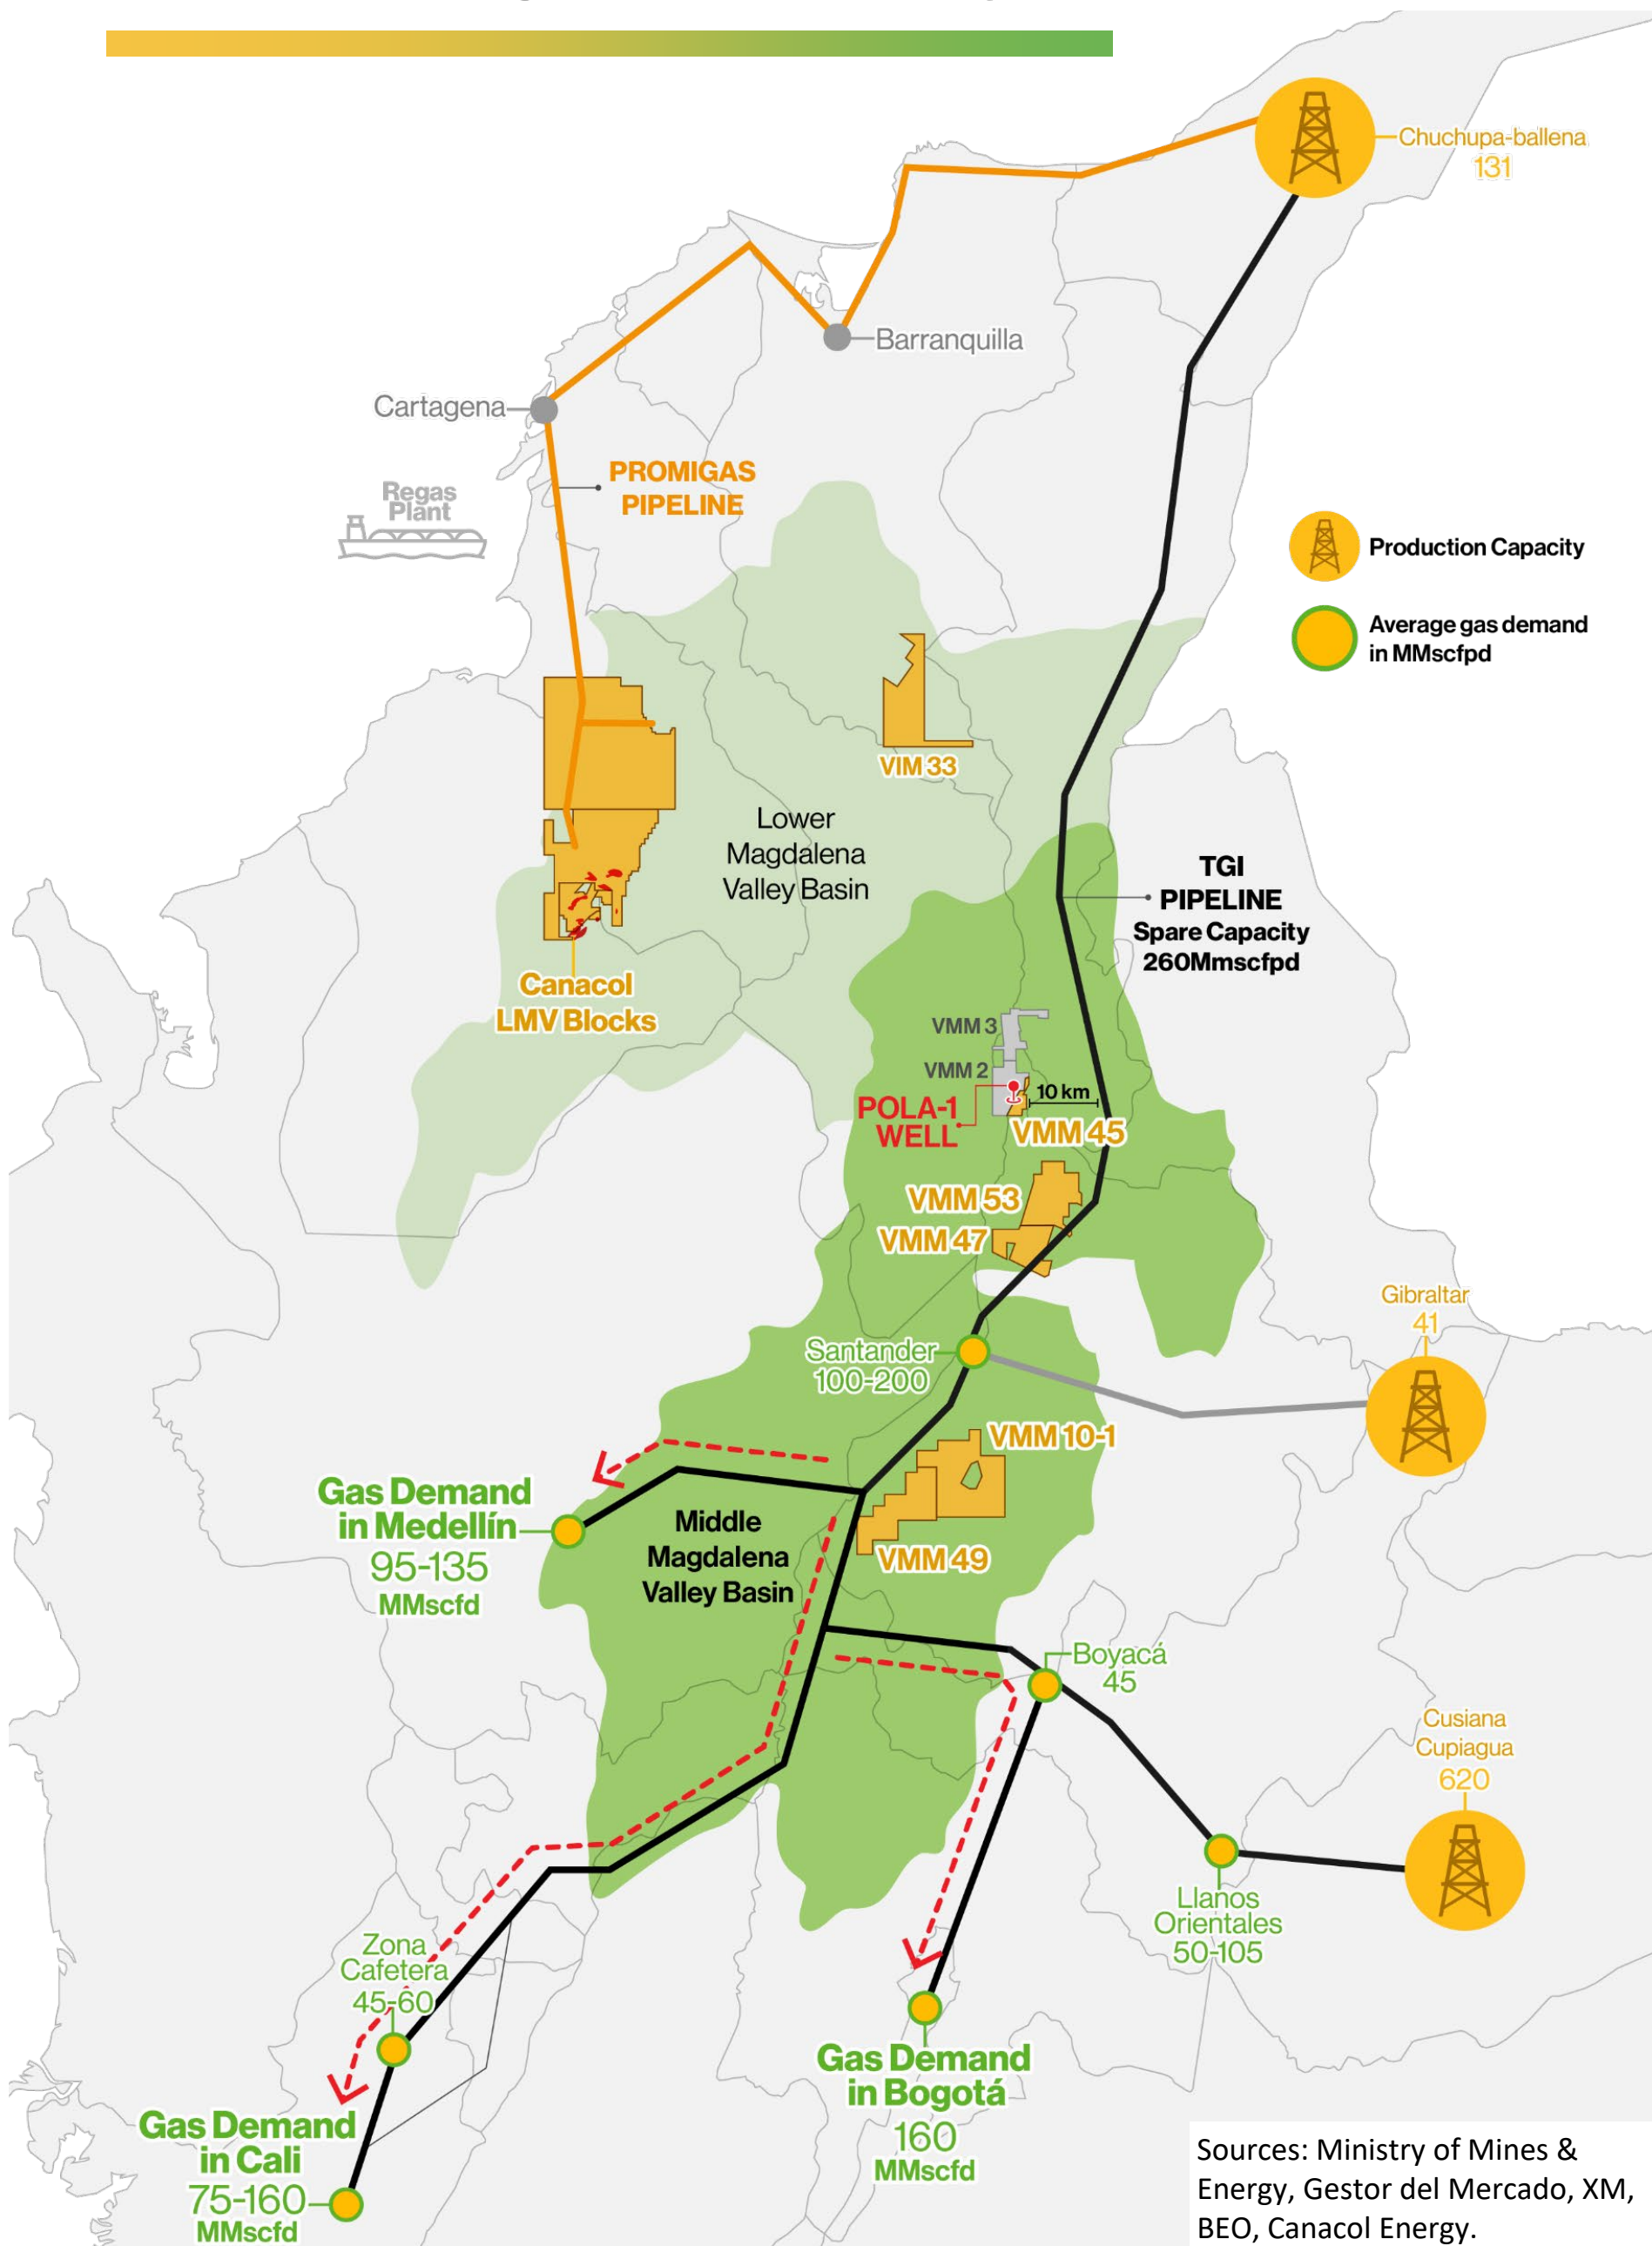 Chuchupa-ballena
131
Barranquilla
Cartagena
PROMIGAS
PIPELINE
Regas
Plant
Production Capacity
Average gas demand
in MMscfpd
VIM 33
Lower
Magdalena
Valley Basin
TGI
PIPELINE
Spare Capacity
260Mmscfpd
Canacol
LMV Blocks
VMM 3
VMM 2
10 km
POLA-1
WELL
VMM 45
VMM 53
VMM 47
Gibraltar
41
Santander
100-200
VMM 10-1
Gas Demand
in Medellín
95-135
MMscfd
Middle
Magdalena
Valley Basin
VMM 49
Boyacá
45
Cusiana
Cupiagua
620
Llanos
Orientales
50-105
Zona
Cafetera
45-60
Gas Demand
in Bogotá
160
MMscfd
Gas Demand
in Cali
75-160
MMscfd
Sources: Ministry of Mines &
Energy, Gestor del Mercado, XM,
BEO, Canacol Energy.